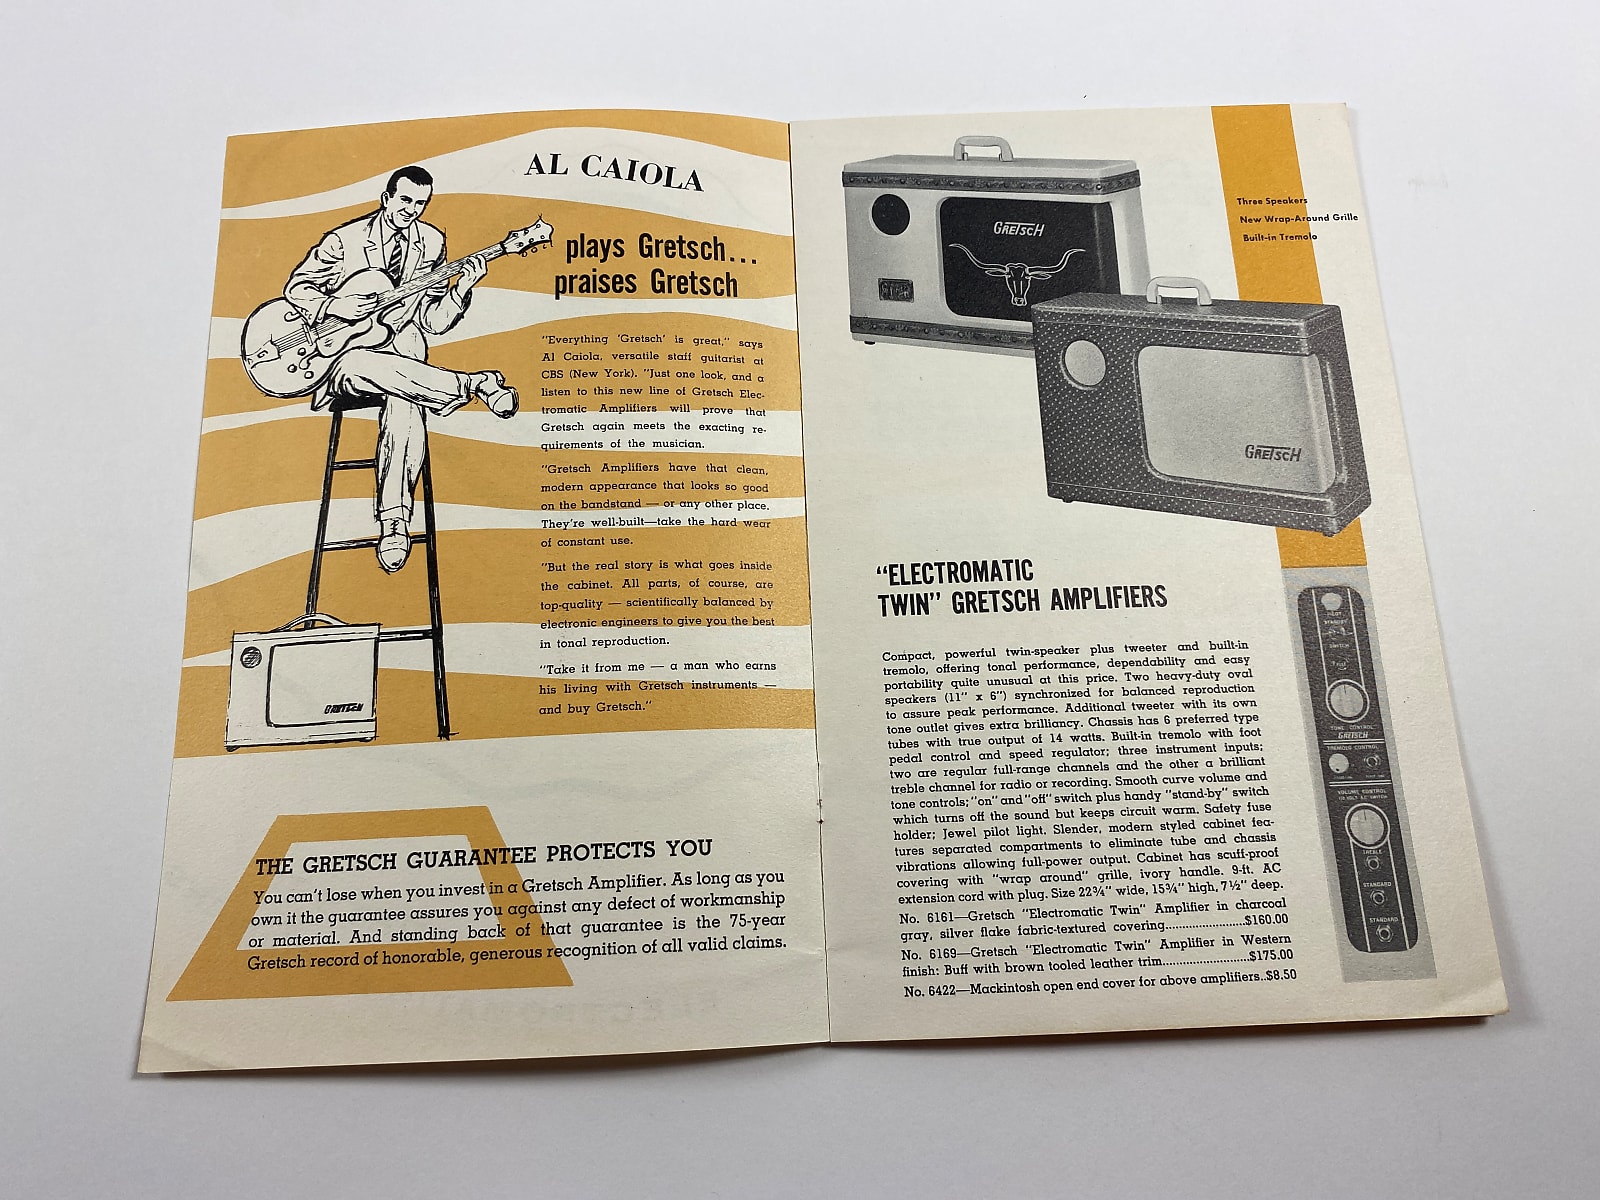 AL CAIOLA
plays Gretsch...
praises Gretsch
"Everything 'Gretsch' is great," says
Al Caiola, versatile staff guitarist at
CBS (New York). "Just one look, and a
listen to this new line of Gretsch Elec-
tromatic Amplifiers will prove that
Gretsch again meets the exacting re-
quirements of the musician.
"Gretsch Amplifiers have that clean,
modern appearance that looks so good
on the bandstand — or any other place.
They're well-built—take the hard wear
of constant use.
"But the real story is what goes inside
the cabinet. All parts, of course, are
top-quality — scientifically balanced by
electronic engineers to give you the best
in tonal reproduction.
"Take it from me — a man who earns
his living with Gretsch instruments —
and buy Gretsch."
GRETSCH
THE GRETSCH GUARANTEE PROTECTS YOU
You can't lose when you invest in a Gretsch Amplifier. As long as you
own it the guarantee assures you against any defect of workmanship
or material. And standing back of that guarantee is the 75-year
Gretsch record of honorable, generous recognition of all valid claims.
GRETSCH
GRETSCH
Three Speakers
New Wrap-Around Grille
Built-in Tremolo
"ELECTROMATIC
TWIN" GRETSCH AMPLIFIERS
Compact, powerful twin-speaker plus tweeter and built-in
tremolo, offering tonal performance, dependability and easy
portability quite unusual at this price. Two heavy-duty oval
speakers (11" x 6") synchronized for balanced reproduction
to assure peak performance. Additional tweeter with its own
tone outlet gives extra brilliancy. Chassis has 6 preferred type
tubes with true output of 14 watts. Built-in tremolo with foot
pedal control and speed regulator; three instrument inputs;
two are regular full-range channels and the other a brilliant
treble channel for radio or recording. Smooth curve volume and
tone controls; "on" and "off" switch plus handy "stand-by" switch
which turns off the sound but keeps circuit warm. Safety fuse
holder; Jewel pilot light. Slender, modern styled cabinet fea-
tures separated compartments to eliminate tube and chassis
vibrations allowing full-power output. Cabinet has scuff-proof
covering with "wrap around" grille, ivory handle. 9-ft. AC
extension cord with plug. Size 22¾" wide, 15¾" high, 7½" deep.
No. 6161—Gretsch "Electromatic Twin" Amplifier in charcoal
gray, silver flake fabric-textured covering.......................$160.00
No. 6169—Gretsch "Electromatic Twin" Amplifier in Western
finish: Buff with brown tooled leather trim.........................$175.00
No. 6422—Mackintosh open end cover for above amplifiers..$8.50
PILOT
STANDBY
SWITCH
TONE CONTROL
GRETSCH
TREMOLO CONTROL
VOLUME CONTROL
TREBLE
STANDARD
STANDARD